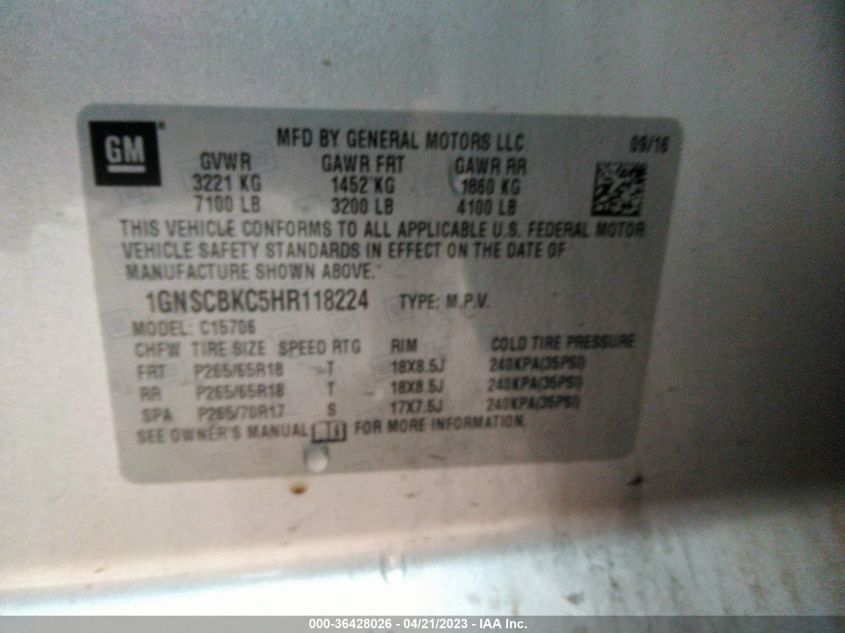 GM
MFD BY GENERAL MOTORS LLC 09/16
GVWR GAWR FRT GAWR RR
3221 KG 1452 KG 1860 KG
7100 LB 3200 LB 4100 LB
THIS VEHICLE CONFORMS TO ALL APPLICABLE U.S. FEDERAL MOTOR
VEHICLE SAFETY STANDARDS IN EFFECT ON THE DATE OF
MANUFACTURE SHOWN ABOVE.
1GNSCBKC5HR118224 TYPE: M.P.V.
MODEL: C15706
CHFW TIRE SIZE SPEED RTG RIM COLD TIRE PRESSURE
FRT P265/65R18 T 18X8.5J 240KPA(35PSI)
RR P265/65R18 T 18X8.5J 240KPA(35PSI)
SPA P265/70R17 S 17X7.5J 240KPA(35PSI)
SEE OWNER'S MANUAL FOR MORE INFORMATION.
000-36428026 - 04/21/2023 - IAA Inc.